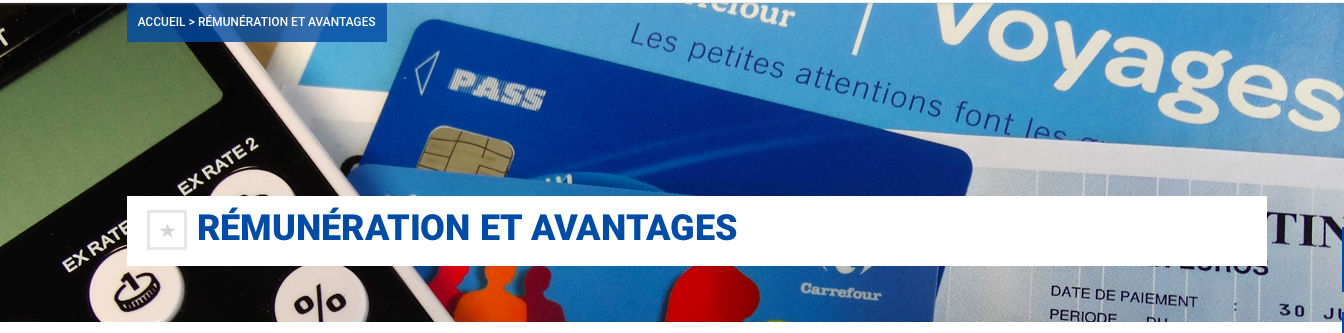 ACCUEIL > RÉMUNÉRATION ET AVANTAGES
Voyages
Les petites attentions font les
PASS
EX RATE 2
EX RATE
RÉMUNÉRATION ET AVANTAGES
%
Carrefour
DATE DE PAIEMENT : 30
PERIODE DU